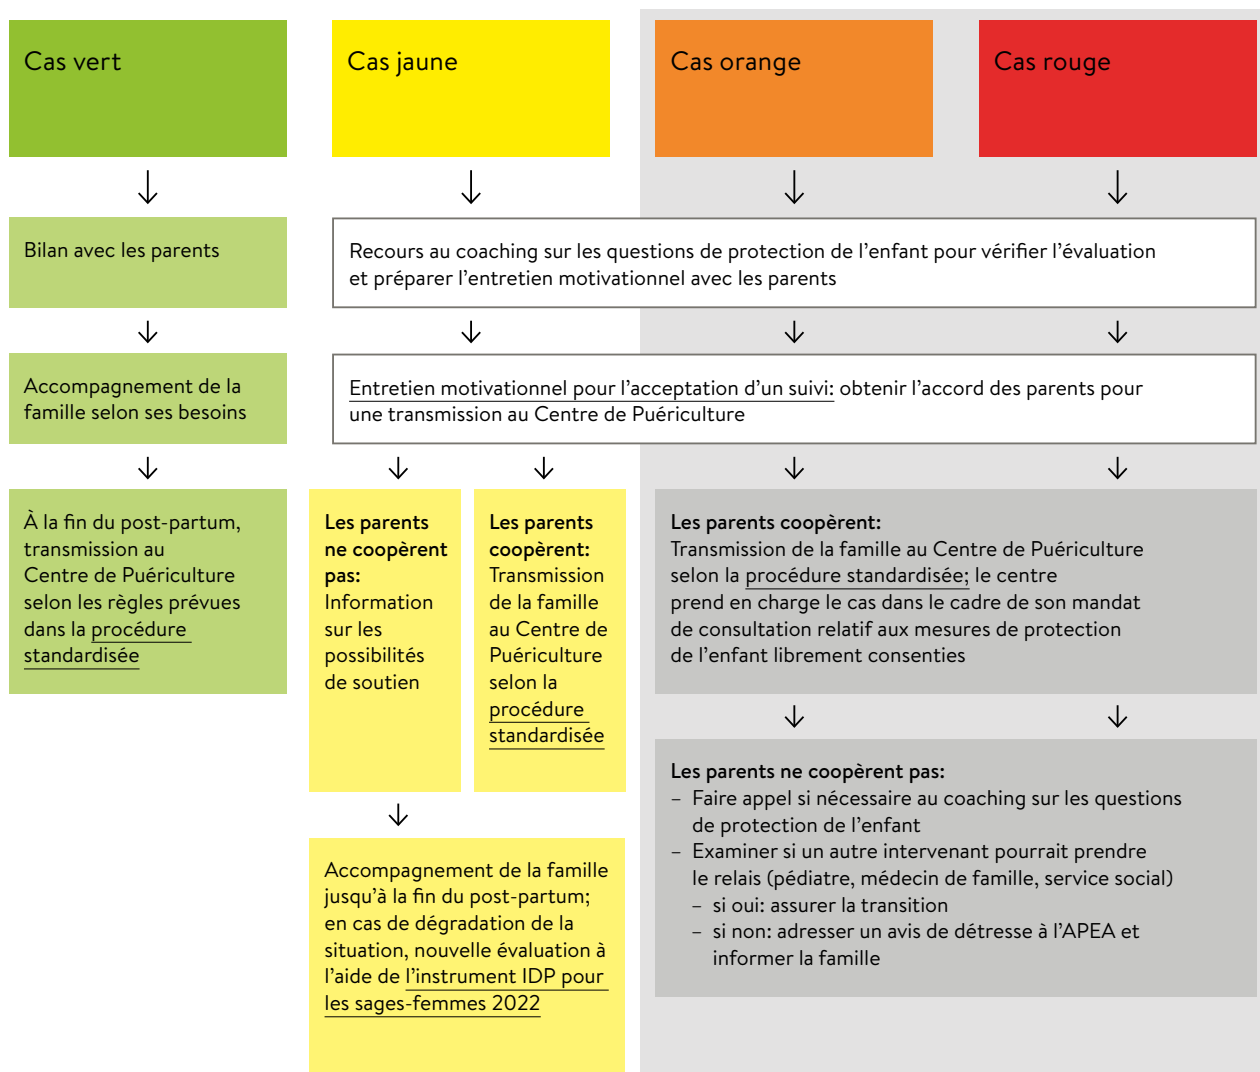 Cas vert
Cas jaune
Cas orange
Cas rouge
Bilan avec les parents
Recours au coaching sur les questions de protection de l’enfant pour vérifier l’évaluation
et préparer l’entretien motivationnel avec les parents
Accompagnement de la
famille selon ses besoins
Entretien motivationnel pour l’acceptation d’un suivi: obtenir l’accord des parents pour
une transmission au Centre de Puériculture
À la fin du post-partum,
transmission au
Centre de Puériculture
selon les règles prévues
dans la procédure
standardisée
Les parents
ne coopèrent
pas:
Information
sur les
possibilités
de soutien
Les parents
coopèrent:
Transmission
de la famille
au Centre de
Puériculture
selon la
procédure
standardisée
Les parents coopèrent:
Transmission de la famille au Centre de Puériculture
selon la procédure standardisée; le centre
prend en charge le cas dans le cadre de son mandat
de consultation relatif aux mesures de protection
de l’enfant librement consenties
Accompagnement de la famille
jusqu’à la fin du post-partum;
en cas de dégradation de la
situation, nouvelle évaluation à
l’aide de l’instrument IDP pour
les sages-femmes 2022
Les parents ne coopèrent pas:
– Faire appel si nécessaire au coaching sur les questions
de protection de l’enfant
– Examiner si un autre intervenant pourrait prendre
le relais (pédiatre, médecin de famille, service social)
– si oui: assurer la transition
– si non: adresser un avis de détresse à l’APEA et
informer la famille